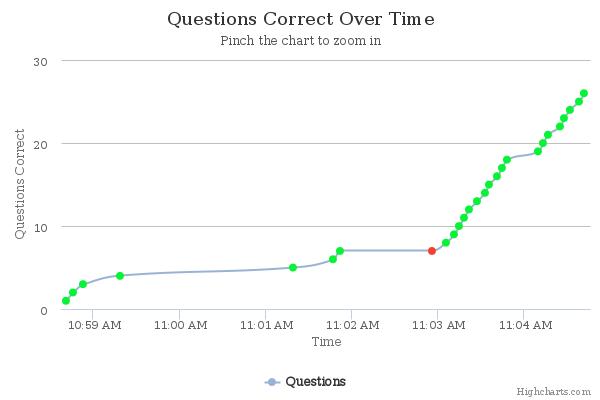 Questions Correct Over Time
Pinch the chart to zoom in
Questions Correct
30
20
10
0
10:59 AM 11:00 AM 11:01 AM 11:02 AM 11:03 AM 11:04 AM
Time
Questions
Highcharts.com